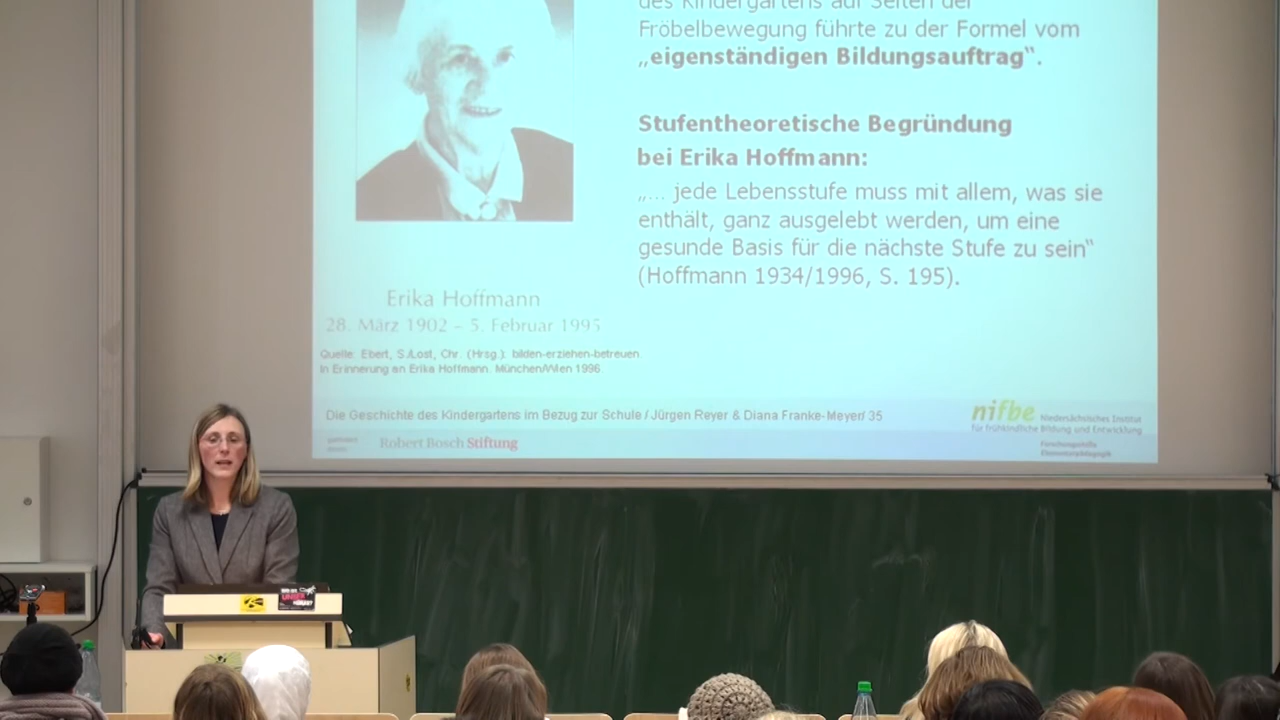 des Kindergartens auf Seiten der
Fröbelbewegung führte zu der Formel vom
„eigenständigen Bildungsauftrag“.
Stufentheoretische Begründung
bei Erika Hoffmann:
„... jede Lebensstufe muss mit allem, was sie
enthält, ganz ausgelebt werden, um eine
gesunde Basis für die nächste Stufe zu sein“
(Hoffmann 1934/1996, S. 195).
Erika Hoffmann
28. März 1902 – 5. Februar 1995
Quelle: Ebert, S./Lost, Chr. (Hrsg.): bilden-erziehen-betreuen.
In Erinnerung an Erika Hoffmann. München/Wien 1996.
Die Geschichte des Kindergartens im Bezug zur Schule / Jürgen Reyer & Diana Franke-Meyer/ 35
nifbe Niedersächsisches Institut
für frühkindliche Bildung und Entwicklung
Forschungsstelle
Elementarpädagogik
Robert Bosch Stiftung